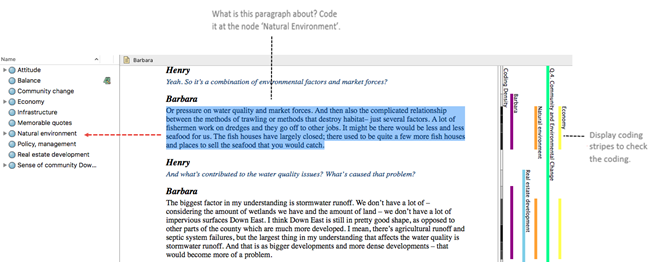 What is this paragraph about? Code
it at the node ‘Natural Environment’.
Name
Attitude
Balance
Community change
Economy
Infrastructure
Memorable quotes
Natural environment
Policy, management
Real estate development
Sense of community Dow...
Barbara
Henry
Yeah. So it’s a combination of environmental factors and market forces?
Barbara
Or pressure on water quality and market forces. And then also the complicated relationship
between the methods of trawling or methods that destroy habitat– just several factors. A lot of
fishermen work on dredges and they go off to other jobs. It might be there would be less and less
seafood for us. The fish houses have largely closed; there used to be quite a few more fish houses
and places to sell the seafood that you would catch.
Henry
And what’s contributed to the water quality issues? What’s caused that problem?
Barbara
The biggest factor in my understanding is stormwater runoff. We don’t have a lot of –
considering the amount of wetlands we have and the amount of land – we don’t have a lot of
impervious surfaces Down East. I think Down East is still in pretty good shape, as opposed to
other parts of the county which are much more developed. I mean, there’s agricultural runoff and
septic system failures, but the largest thing in my understanding that affects the water quality is
stormwater runoff. And that is as bigger developments and more dense developments – that
would become more of a problem.
Coding Density
Barbara
Real estate development
Natural environment
Q.4. Community and Environmental Change
Economy
Display coding
stripes to check
the coding.